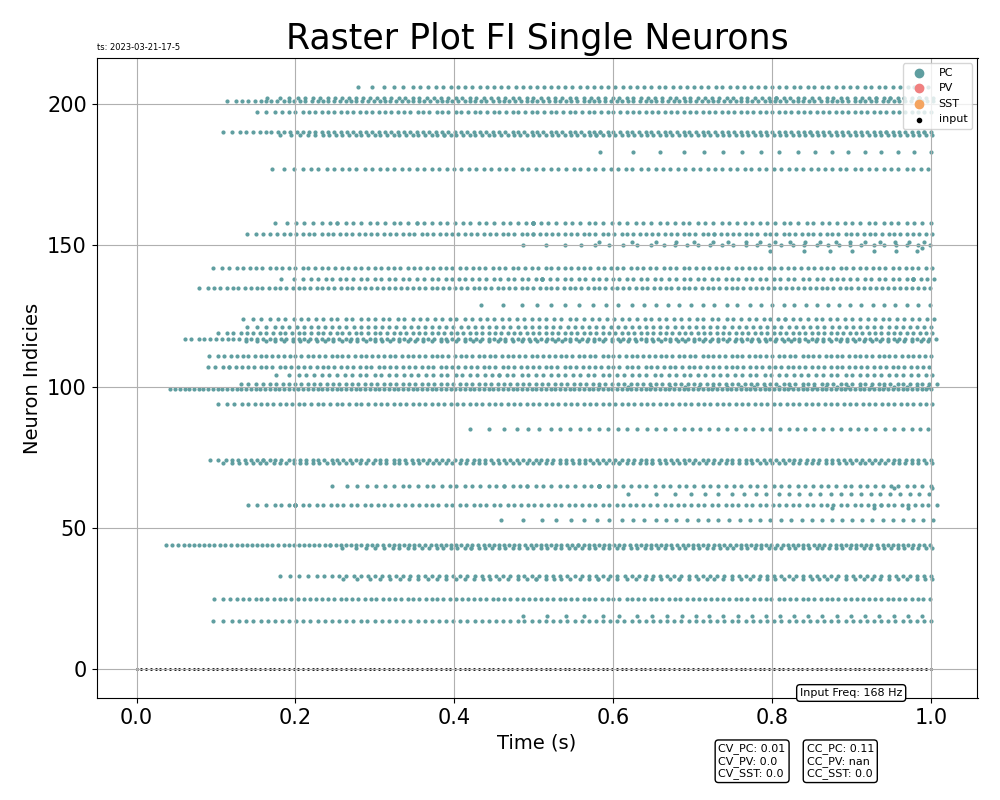 Raster Plot FI Single Neurons
ts: 2023-03-21-17-5
PC
PV
SST
input
200
150
100
50
0
Neuron Indicies
0.0 0.2 0.4 0.6 0.8 1.0
Time (s)
Input Freq: 168 Hz
CV_PC: 0.01
CV_PV: 0.0
CV_SST: 0.0
CC_PC: 0.11
CC_PV: nan
CC_SST: 0.0